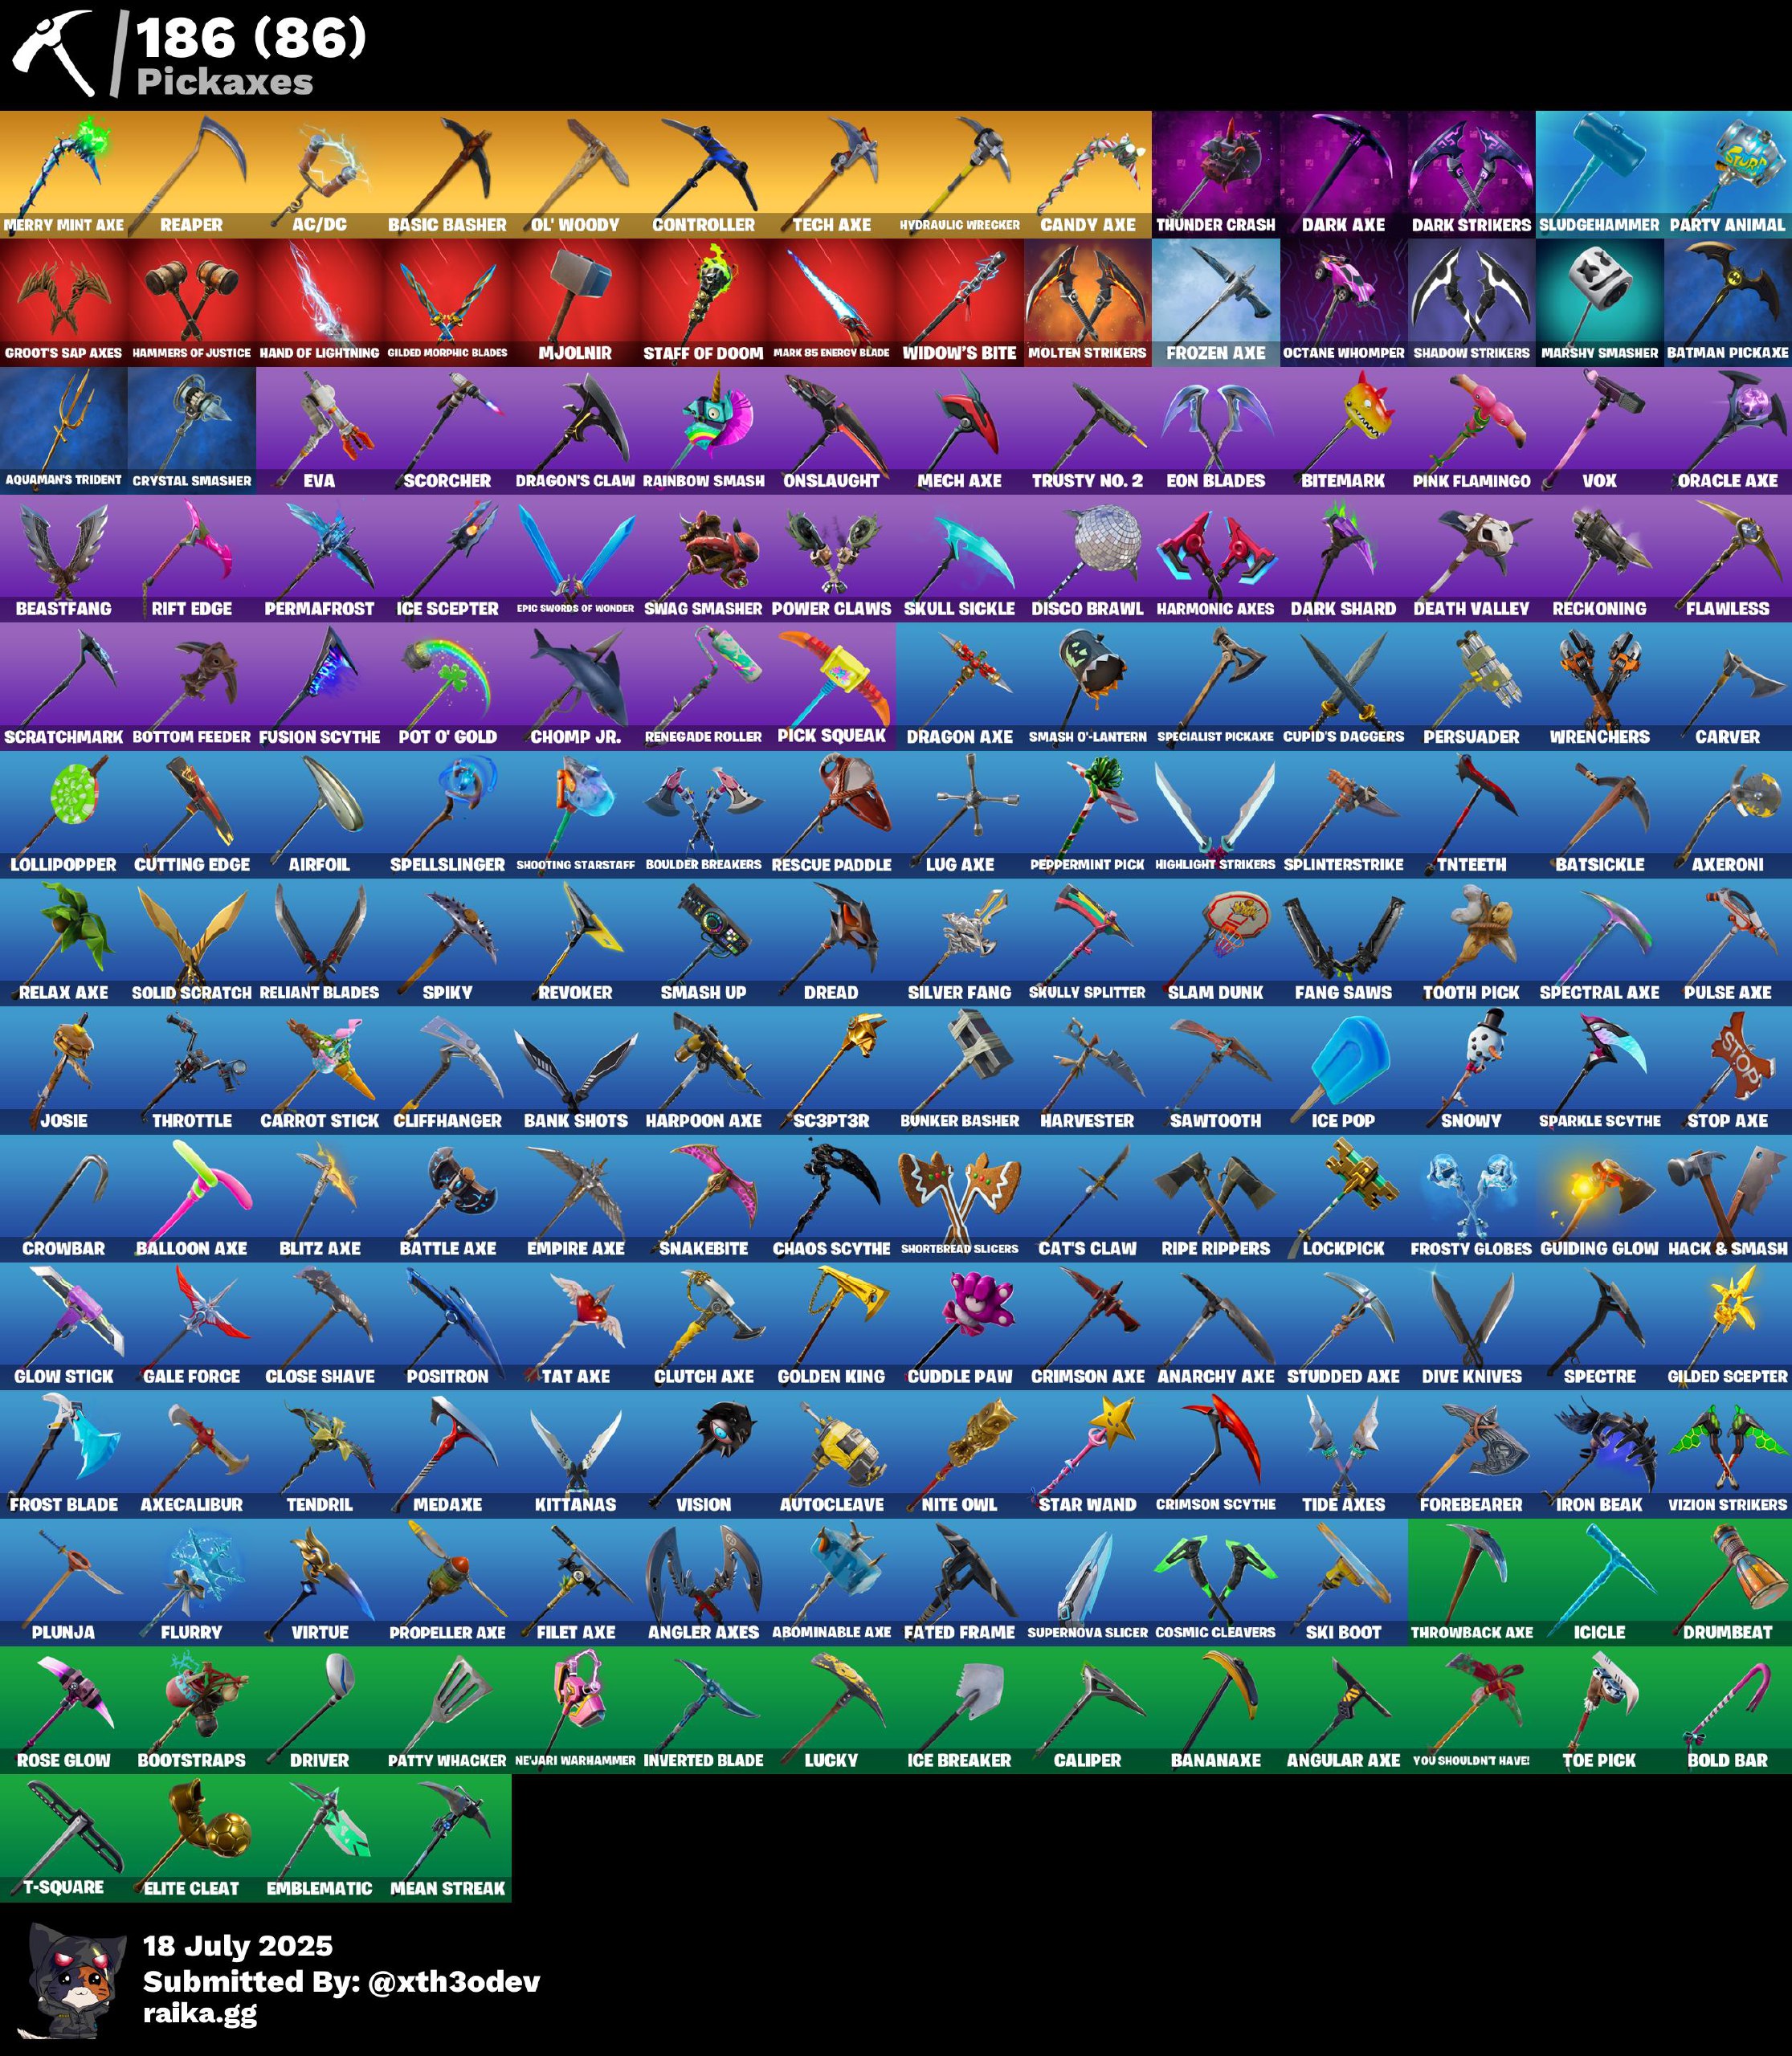 186 (86)
Pickaxes
MERRY MINT AXE REAPER AC/DC BASIC BASHER OL' WOODY CONTROLLER TECH AXE HYDRAULIC WRECKER CANDY AXE THUNDER CRASH DARK AXE DARK STRIKERS SLUDGEHAMMER PARTY ANIMAL
GROOT'S SAP AXES HAMMERS OF JUSTICE HAND OF LIGHTNING GILDED MORPHIC BLADES MJOLNIR STAFF OF DOOM MARK 85 ENERGY BLADE WIDOW'S BITE MOLTEN STRIKERS FROZEN AXE OCTANE WHOMPER SHADOW STRIKERS MARSHY SMASHER BATMAN PICKAXE
AQUAMAN'S TRIDENT CRYSTAL SMASHER EVA SCORCHER DRAGON'S CLAW RAINBOW SMASH ONSLAUGHT MECH AXE TRUSTY NO. 2 EON BLADES BITEMARK PINK FLAMINGO VOX ORACLE AXE
BEASTFANG RIFT EDGE PERMAFROST ICE SCEPTER EPIC SWORDS OF WONDER SWAG SMASHER POWER CLAWS SKULL SICKLE DISCO BRAWL HARMONIC AXES DARK SHARD DEATH VALLEY RECKONING FLAWLESS
SCRATCHMARK BOTTOM FEEDER FUSION SCYTHE POT O' GOLD CHOMP JR. RENEGADE ROLLER PICK SQUEAK DRAGON AXE SMASH O'-LANTERN SPECIALIST PICKAXE CUPID'S DAGGERS PERSUADER WRENCHERS CARVER
LOLLIPOPPER CUTTING EDGE AIRFOIL SPELLSLINGER SHOOTING STARSTAFF BOULDER BREAKERS RESCUE PADDLE LUG AXE PEPPERMINT PICK HIGHLIGHT STRIKERS SPLINTERSTRIKE TNTEETH BATSICKLE AXERONI
RELAX AXE SOLID SCRATCH RELIANT BLADES SPIKY REVOKER SMASH UP DREAD SILVER FANG SKULLY SPLITTER SLAM DUNK FANG SAWS TOOTH PICK SPECTRAL AXE PULSE AXE
JOSIE THROTTLE CARROT STICK CLIFFHANGER BANK SHOTS HARPOON AXE SC3PT3R BUNKER BASHER HARVESTER SAWTOOTH ICE POP SNOWY SPARKLE SCYTHE STOP AXE
CROWBAR BALLOON AXE BLITZ AXE BATTLE AXE EMPIRE AXE SNAKEBITE CHAOS SCYTHE SHORTBREAD SLICERS CAT'S CLAW RIPE RIPPERS LOCKPICK FROSTY GLOBES GUIDING GLOW HACK & SMASH
GLOW STICK GALE FORCE CLOSE SHAVE POSITRON TAT AXE CLUTCH AXE GOLDEN KING CUDDLE PAW CRIMSON AXE ANARCHY AXE STUDDED AXE DIVE KNIVES SPECTRE GILDED SCEPTER
FROST BLADE AXECALIBUR TENDRIL MEDAXE KITTANAS VISION AUTOCLEAVE NITE OWL STAR WAND CRIMSON SCYTHE TIDE AXES FOREBEARER IRON BEAK VIZION STRIKERS
PLUNJA FLURRY VIRTUE PROPELLER AXE FILET AXE ANGLER AXES ABOMINABLE AXE FATED FRAME SUPERNOVA SLICER COSMIC CLEAVERS SKI BOOT THROWBACK AXE ICICLE DRUMBEAT
ROSE GLOW BOOTSTRAPS DRIVER PATTY WHACKER NE'JARI WARHAMMER INVERTED BLADE LUCKY ICE BREAKER CALIPER BANANAXE ANGULAR AXE YOU SHOULDN'T HAVE! TOE PICK BOLD BAR
T-SQUARE ELITE CLEAT EMBLEMATIC MEAN STREAK
18 July 2025
Submitted By: @xth3odev
raika.gg